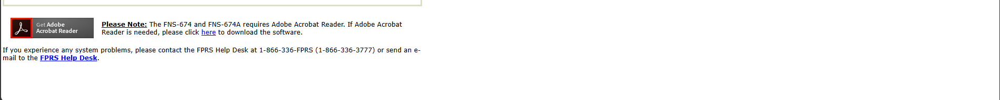 Get Adobe
Acrobat Reader
Please Note: The FNS-674 and FNS-674A requires Adobe Acrobat Reader. If Adobe Acrobat
Reader is needed, please click here to download the software.
If you experience any system problems, please contact the FPRS Help Desk at 1-866-336-FPRS (1-866-336-3777) or send an e-
mail to the FPRS Help Desk.